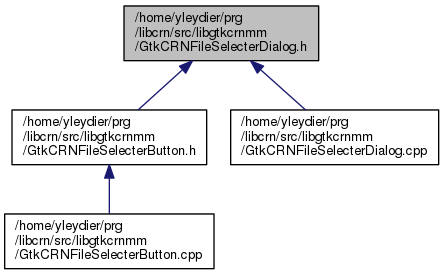 /home/yleydier/prg
/libcrn/src/libgtkcrnmm
/GtkCRNFileSelecterDialog.h
/home/yleydier/prg
/libcrn/src/libgtkcrnmm
/GtkCRNFileSelecterButton.h
/home/yleydier/prg
/libcrn/src/libgtkcrnmm
/GtkCRNFileSelecterDialog.cpp
/home/yleydier/prg
/libcrn/src/libgtkcrnmm
/GtkCRNFileSelecterButton.cpp